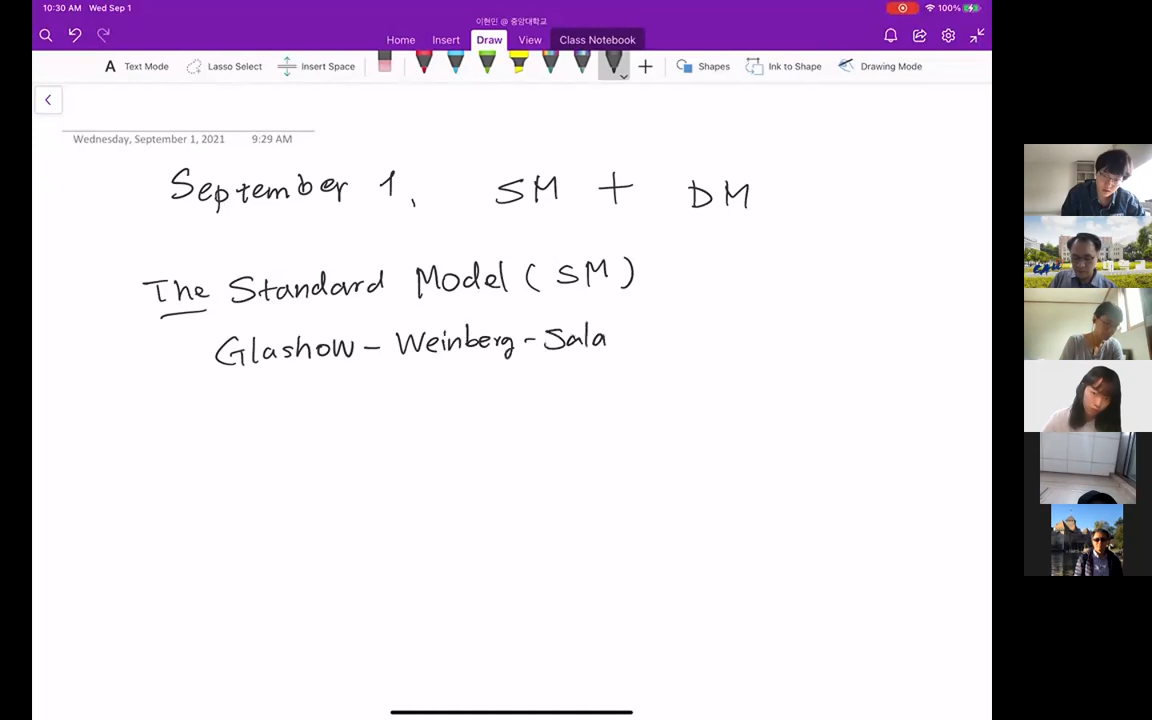 10:30 AM Wed Sep 1
100%
이현민 @ 중앙대학교
Home Insert Draw View Class Notebook
A Text Mode Lasso Select Insert Space Shapes Ink to Shape Drawing Mode
Wednesday, September 1, 2021 9:29 AM
September 1, SM + DM
The Standard Model (SM)
Glashow - Weinberg - Sala